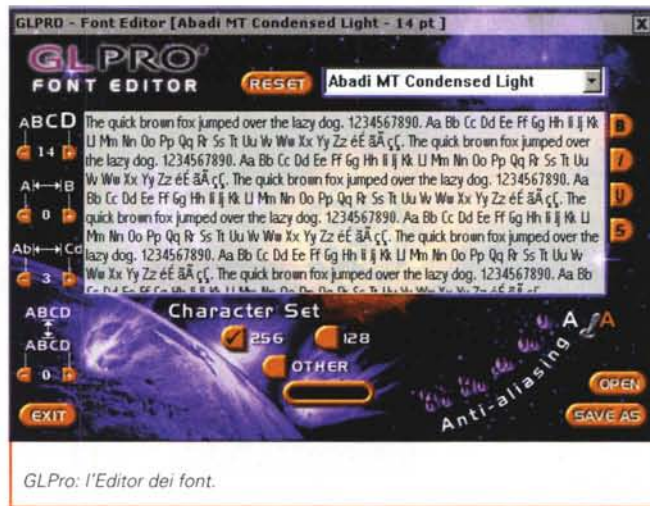 GLPRO - Font Editor [Abadi MT Condensed Light - 14 pt ]
X
GLPRO
FONT EDITOR
RESET
Abadi MT Condensed Light
ABCD
14
A B
0
Ab Cd
3
ABCD
ABCD
0
EXIT
The quick brown fox jumped over the lazy dog. 1234567890. Aa Bb Cc Dd Ee Ff Gg Hh Ii Jj Kk
Ll Mm Nn Oo Pp Qq Rr Ss Tt Uu Vv Ww Xx Yy Zz éÉ ãÃ çÇ. The quick brown fox jumped over
the lazy dog. 1234567890. Aa Bb Cc Dd Ee Ff Gg Hh Ii Jj Kk Ll Mm Nn Oo Pp Qq Rr Ss Tt Uu
Vv Ww Xx Yy Zz éÉ ãÃ çÇ. The quick brown fox jumped over the lazy dog. 1234567890. Aa
Bb Cc Dd Ee Ff Gg Hh Ii Jj Kk Ll Mm Nn Oo Pp Qq Rr Ss Tt Uu Vv Ww Xx Yy Zz éÉ ãÃ çÇ. The
quick brown fox jumped over the lazy dog. 1234567890. Aa Bb Cc Dd Ee Ff Gg Hh Ii Jj Kk Ll
Mm Nn Oo Pp Qq Rr Ss Tt Uu Vv Ww Xx Yy Zz éÉ ãÃ çÇ. The quick brown fox jumped over the
lazy dog. 1234567890. Aa Bb Cc Dd Ee Ff Gg Hh Ii Jj Kk Ll Mm Nn Oo Pp Qq Rr Ss Tt Uu Vv
Ww Xx Yy Zz éÉ ãÃ çÇ. The quick brown fox jumped over the lazy dog. 1234567890. Aa Bb
B
I
U
S
Character Set
256
128
OTHER
Anti-aliasing
A A
OPEN
SAVE AS
GLPro: l'Editor dei font.